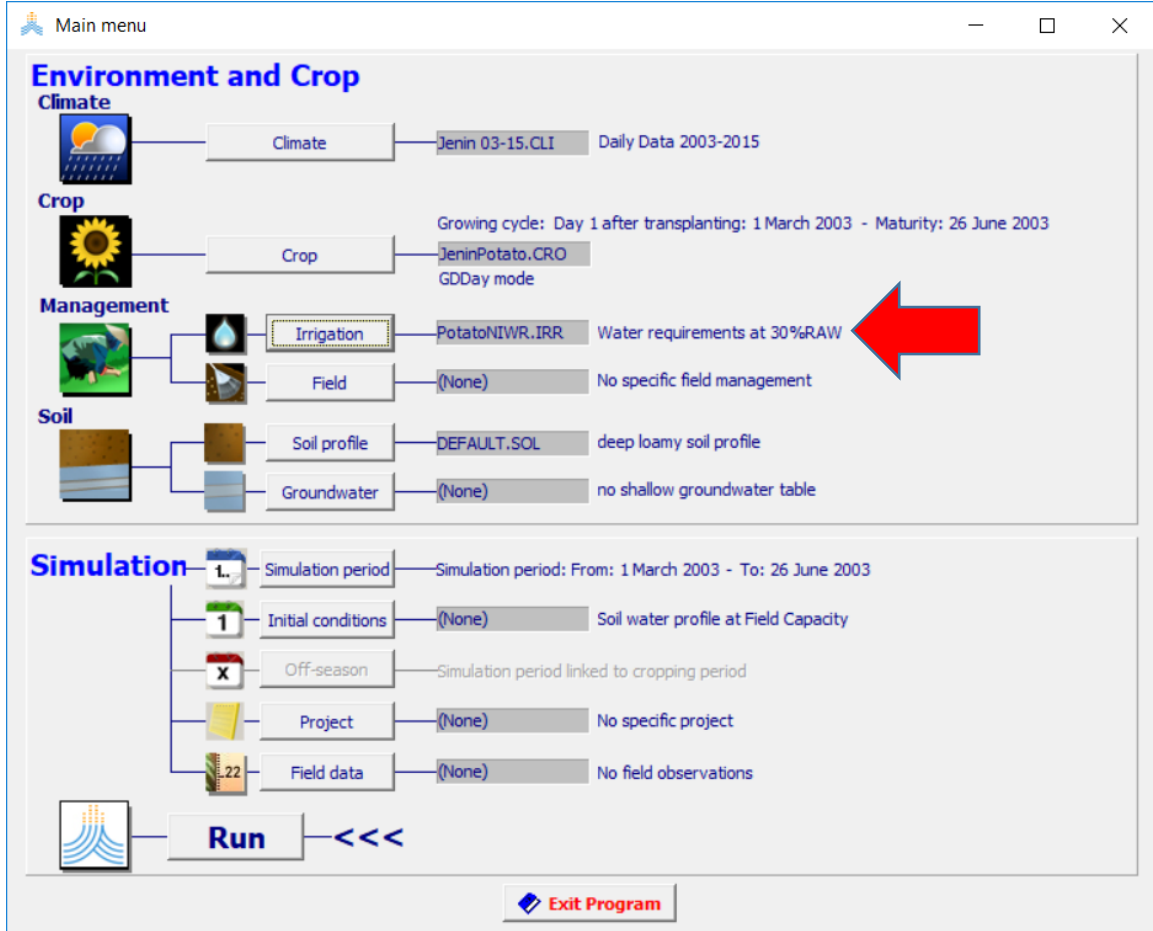 Main menu
Environment and Crop
Climate
Climate Jenin 03-15.CLI Daily Data 2003-2015
Crop
Growing cycle: Day 1 after transplanting: 1 March 2003 - Maturity: 26 June 2003
Crop JeninPotato.CRO
GDDay mode
Management
Irrigation PotatoNIWR.IRR Water requirements at 30%RAW
Field (None) No specific field management
Soil
Soil profile DEFAULT.SOL deep loamy soil profile
Groundwater (None) no shallow groundwater table
Simulation 1.. Simulation period Simulation period: From: 1 March 2003 - To: 26 June 2003
1 Initial conditions (None) Soil water profile at Field Capacity
x Off-season Simulation period linked to cropping period
Project (None) No specific project
.22 Field data (None) No field observations
Run <<<
Exit Program